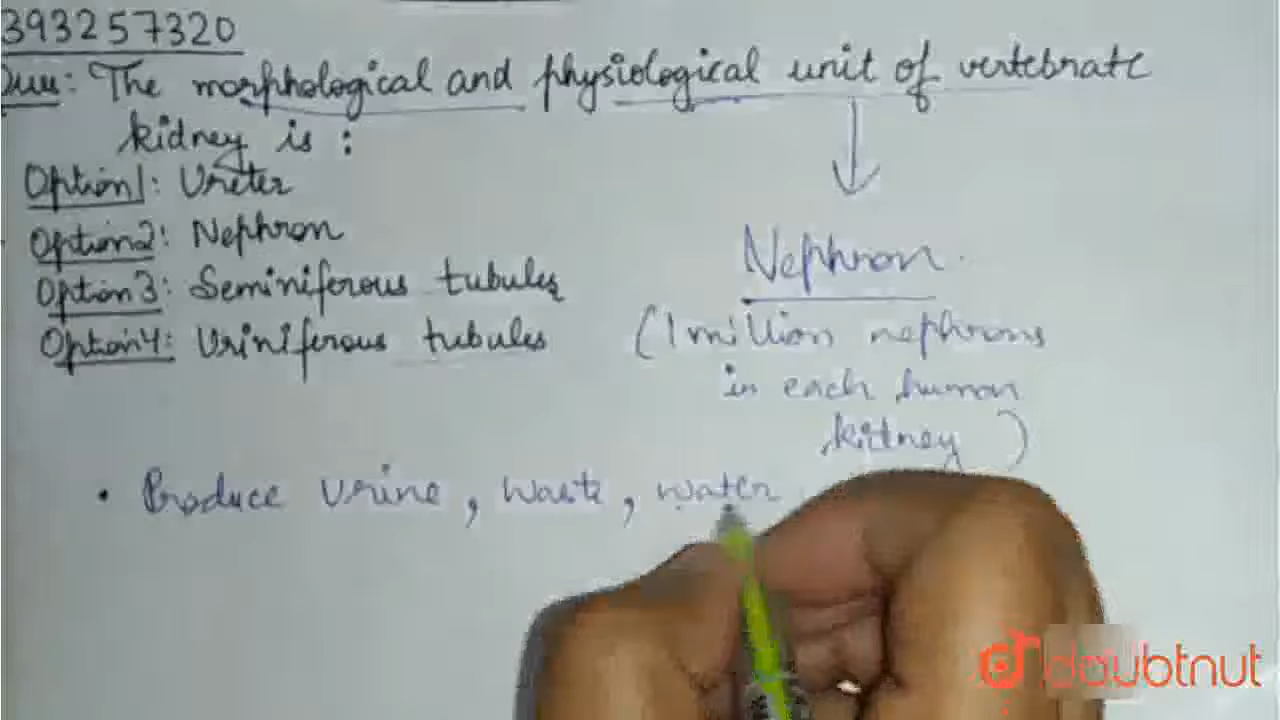 393257320
Que: The morphological and physiological unit of vertebrate
kidney is :
Option1: Ureter
Option2: Nephron
Option3: Seminiferous tubules
Option4: Uriniferous tubules
Nephron
(1 million nephrons
in each human
kidney)
• Produce urine, waste, water
doubtnut